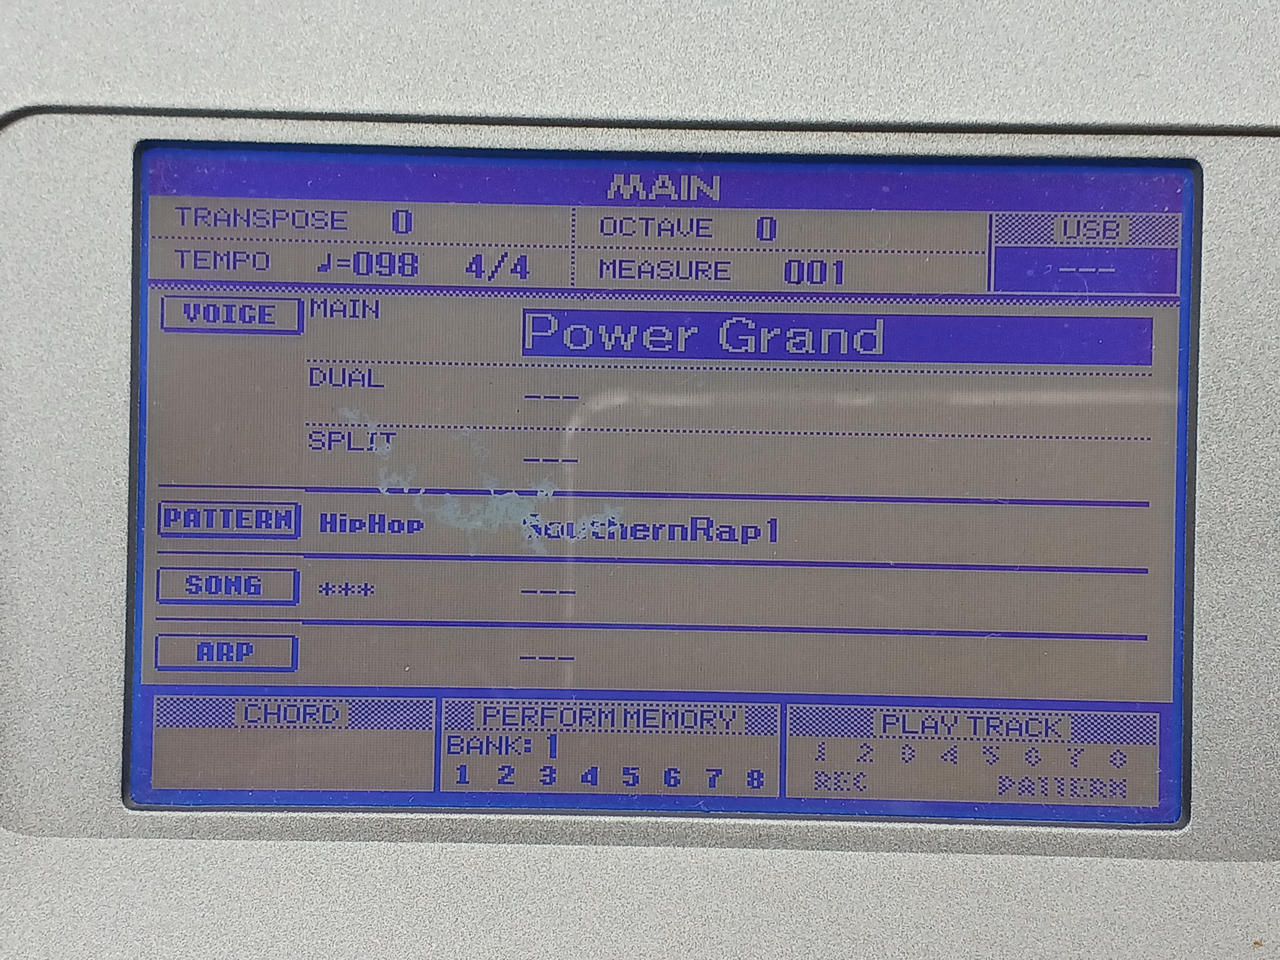 MAIN
TRANSPOSE 0 OCTAVE 0 USB
TEMPO ♩=098 4/4 MEASURE 001 ---
VOICE MAIN Power Grand
DUAL ---
SPLIT ---
PATTERN HipHop SouthernRap1
SONG *** ---
ARP ---
CHORD PERFORM MEMORY PLAY TRACK
BANK: 1 1 2 3 4 5 6 7 8
1 2 3 4 5 6 7 8 REC PATTERN